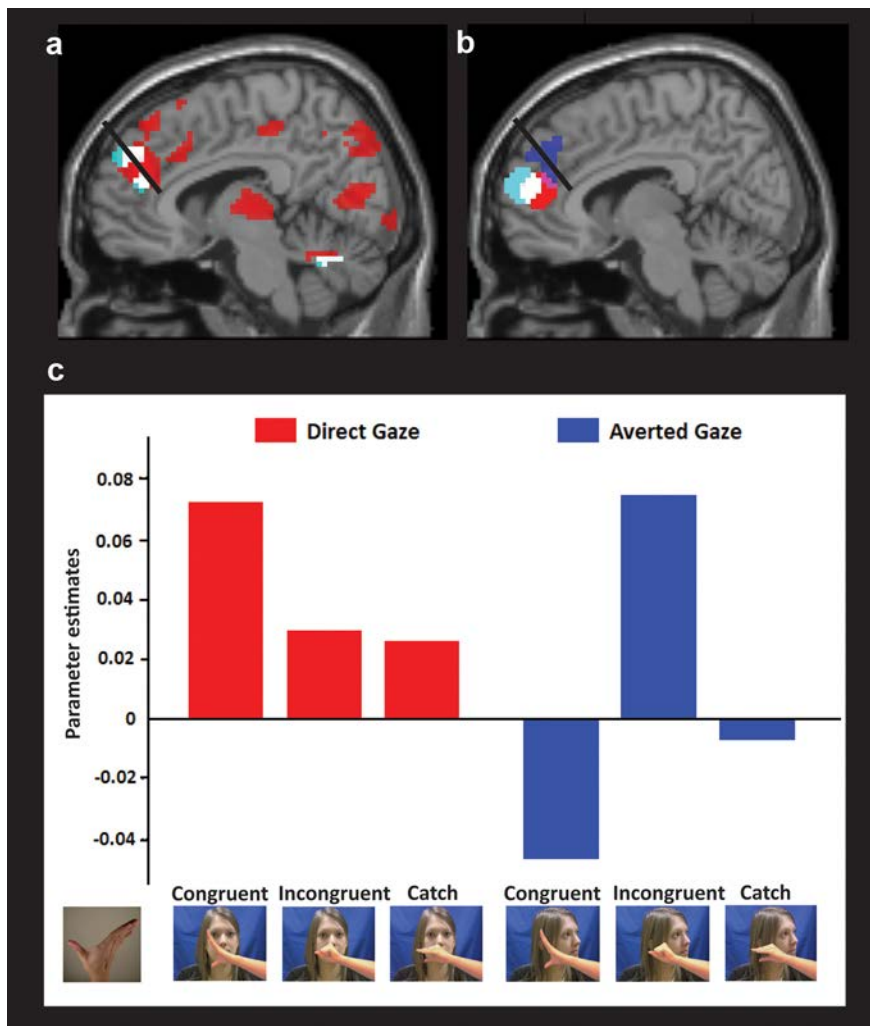 a
b
c
Direct Gaze
Averted Gaze
Parameter estimates
0.08
0.06
0.04
0.02
0
-0.02
-0.04
Congruent Incongruent Catch Congruent Incongruent Catch